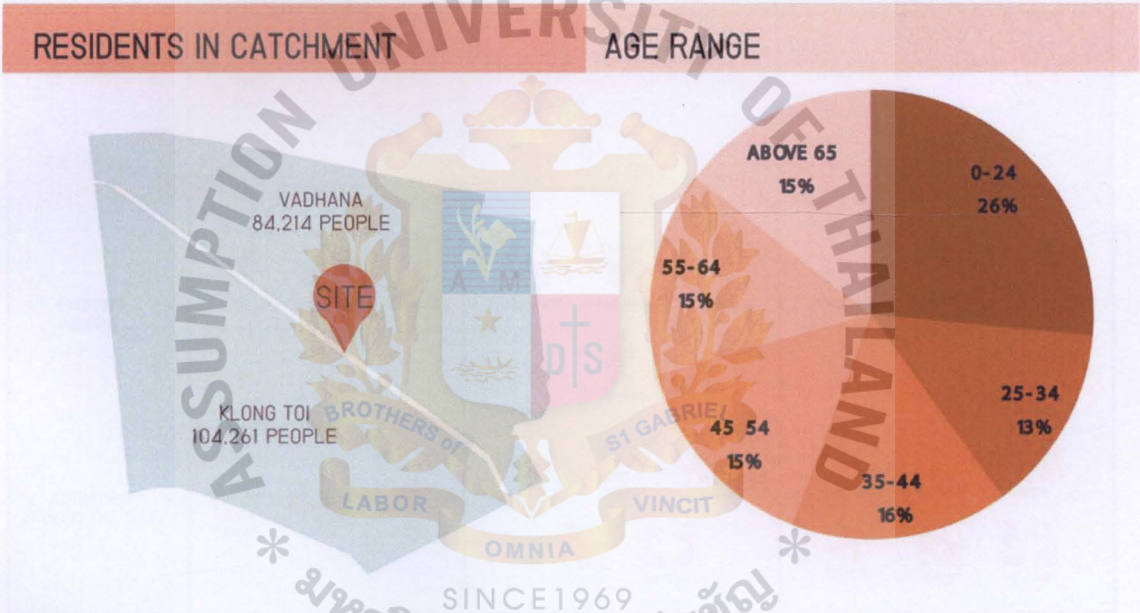 RESIDENTS IN CATCHMENT
AGE RANGE
VADHANA
84,214 PEOPLE
SITE
KLONG TOI
104,261 PEOPLE
ABOVE 65
15%
0-24
26%
55-64
15%
25-34
13%
45 54
15%
35-44
16%
ASSUMPTION UNIVERSITY OF THAILAND
A M
D S
BROTHERS of
ST GABRIEL
LABOR
OMNIA
VINCIT
SINCE1969